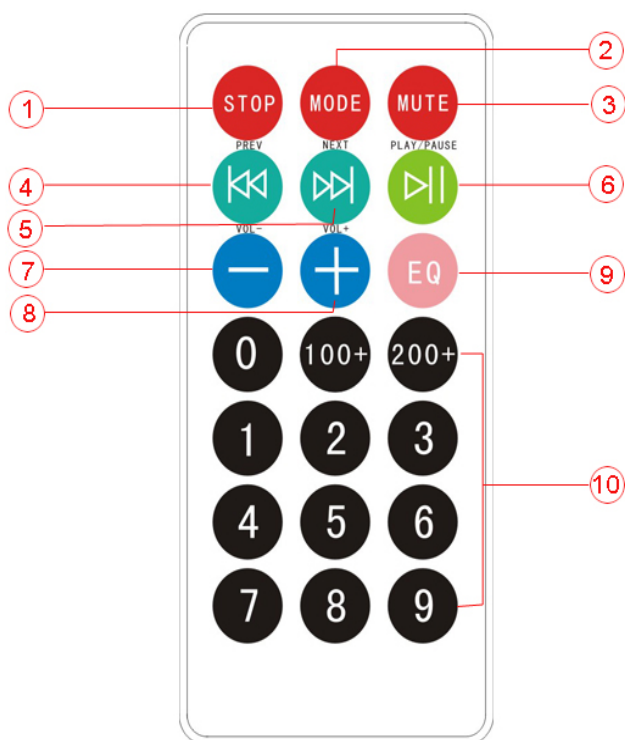 2
1
STOP MODE MUTE
3
PREV NEXT PLAY/PAUSE
4
6
5
VOL- VOL+
7
9
EQ
8
0 100+ 200+
1 2 3
10
4 5 6
7 8 9